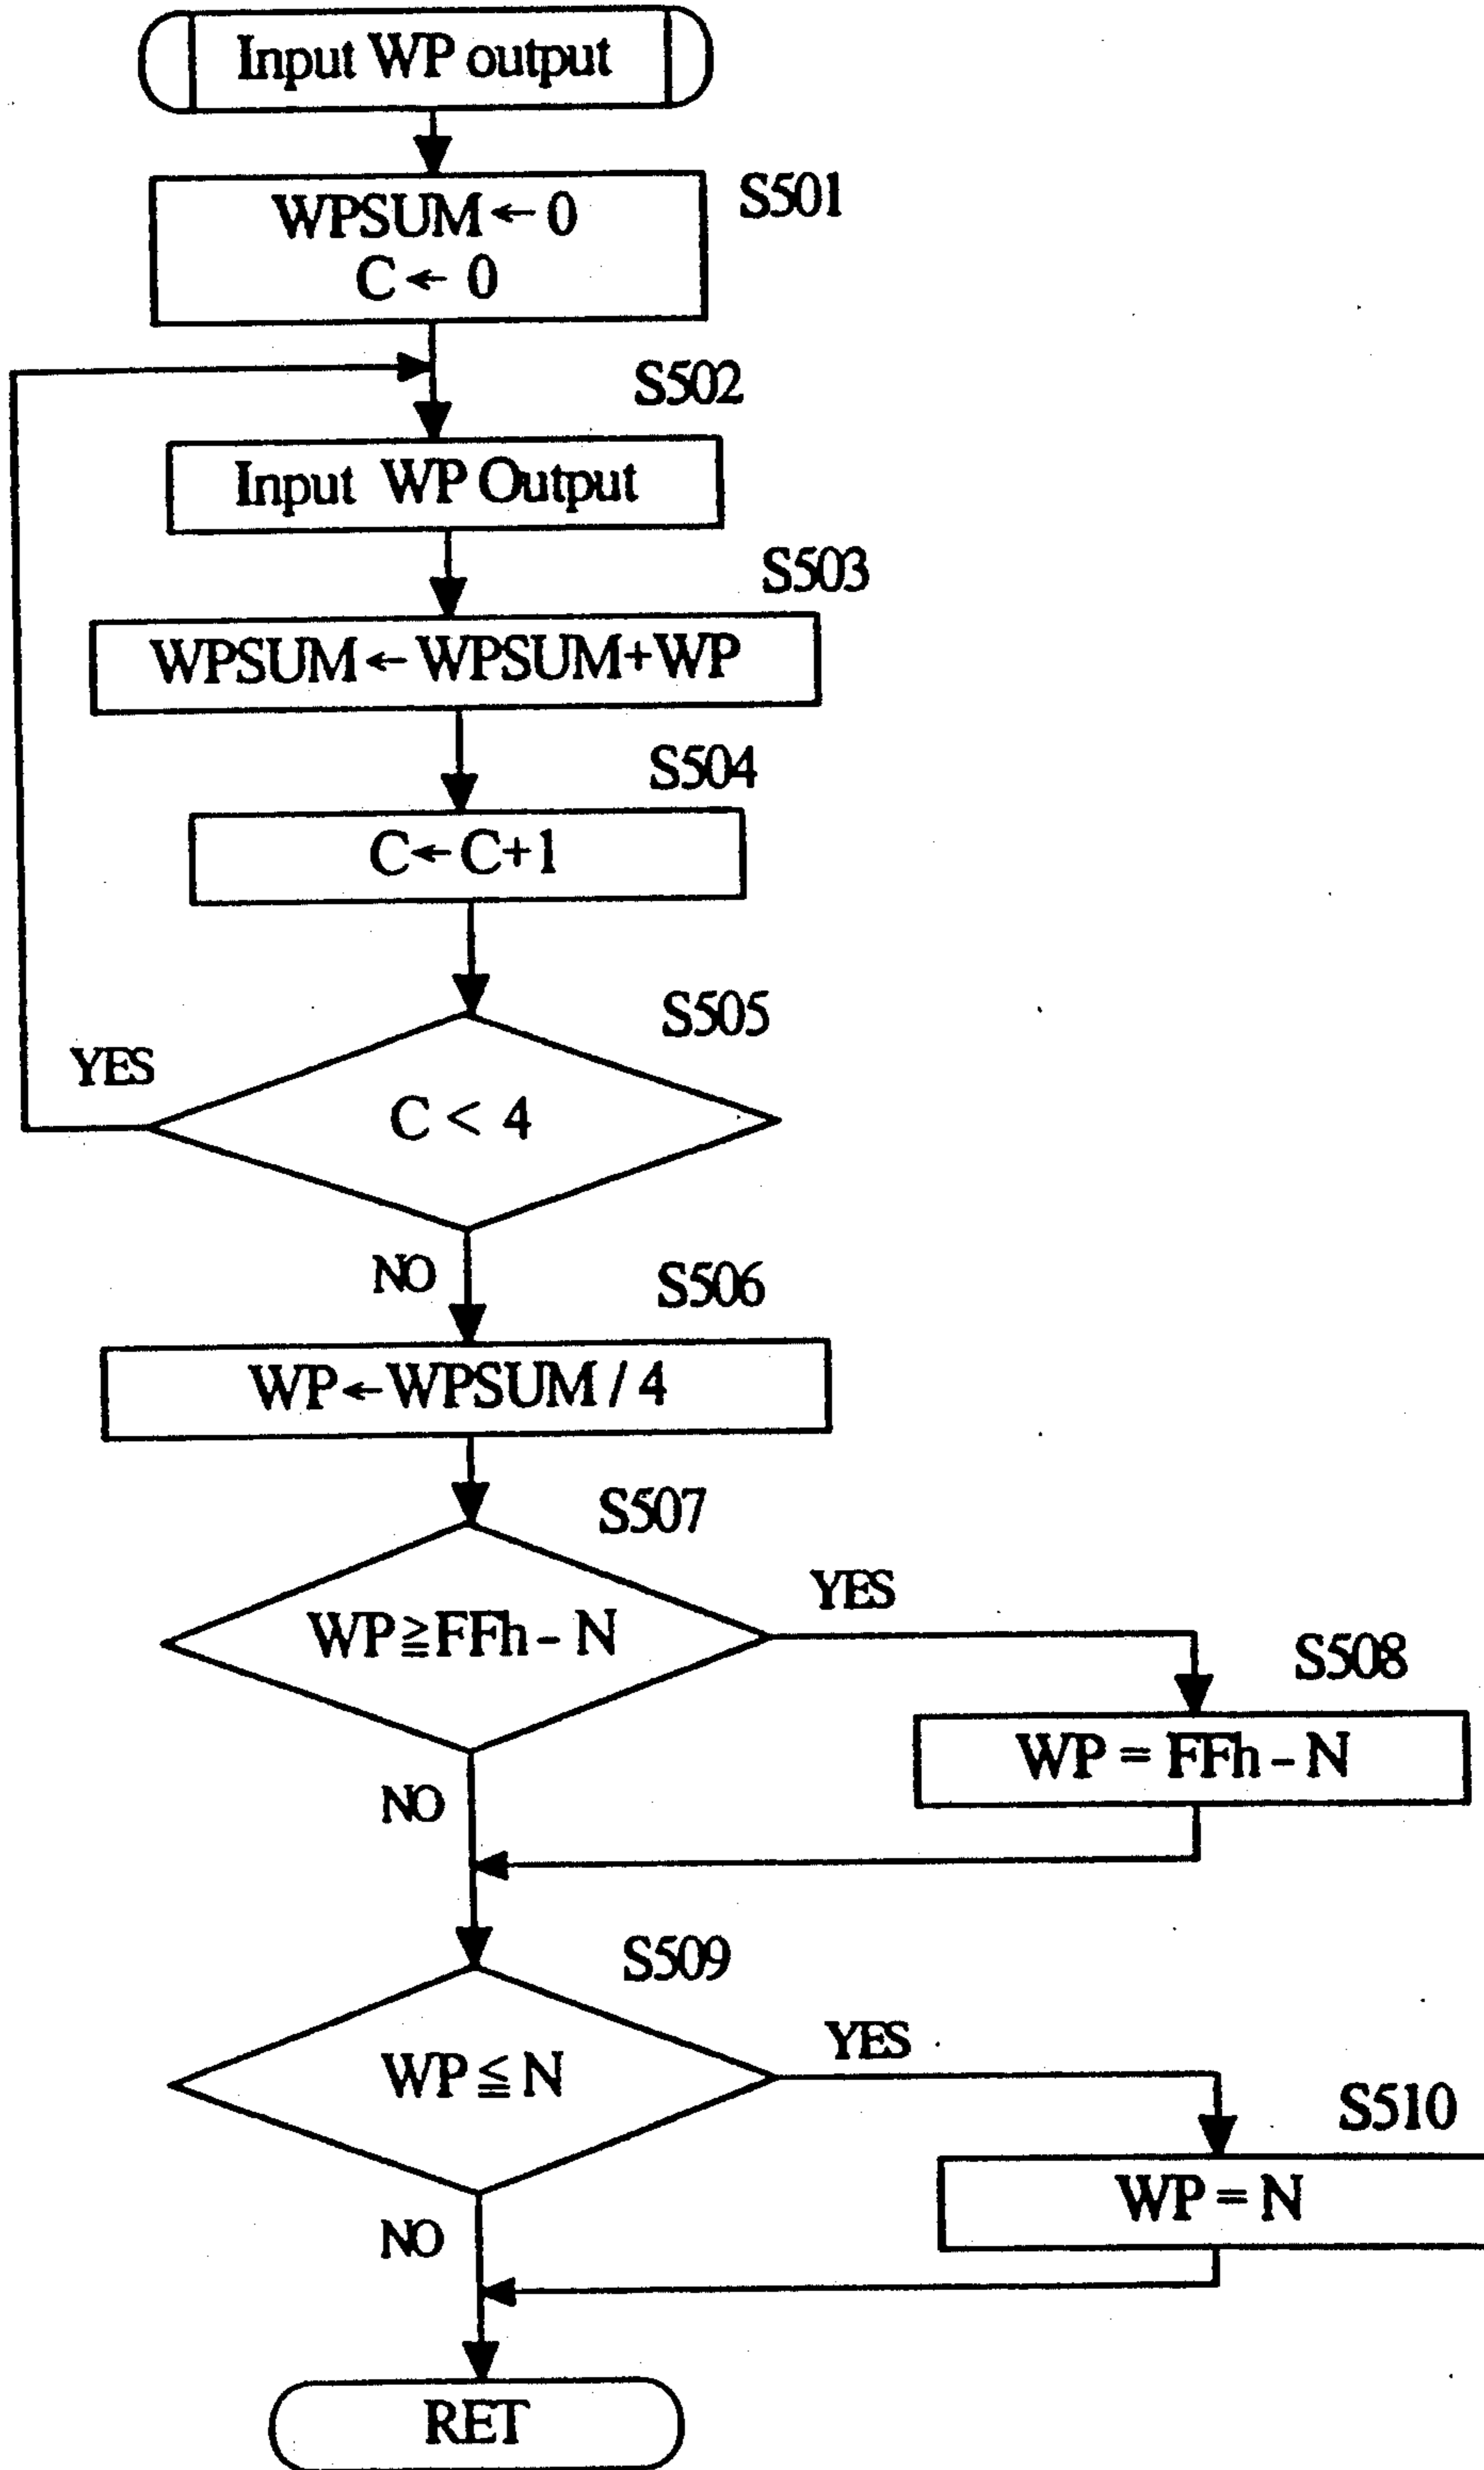 Input WP output
S501
WPSUM ← 0
C ← 0
S502
Input WP Output
S503
WPSUM ← WPSUM+WP
S504
C ← C+1
S505
YES
C < 4
NO
S506
WP ← WPSUM / 4
S507
YES
WP ≧ FFh - N
S508
WP = FFh - N
NO
S509
YES
WP ≦ N
S510
WP = N
NO
RET